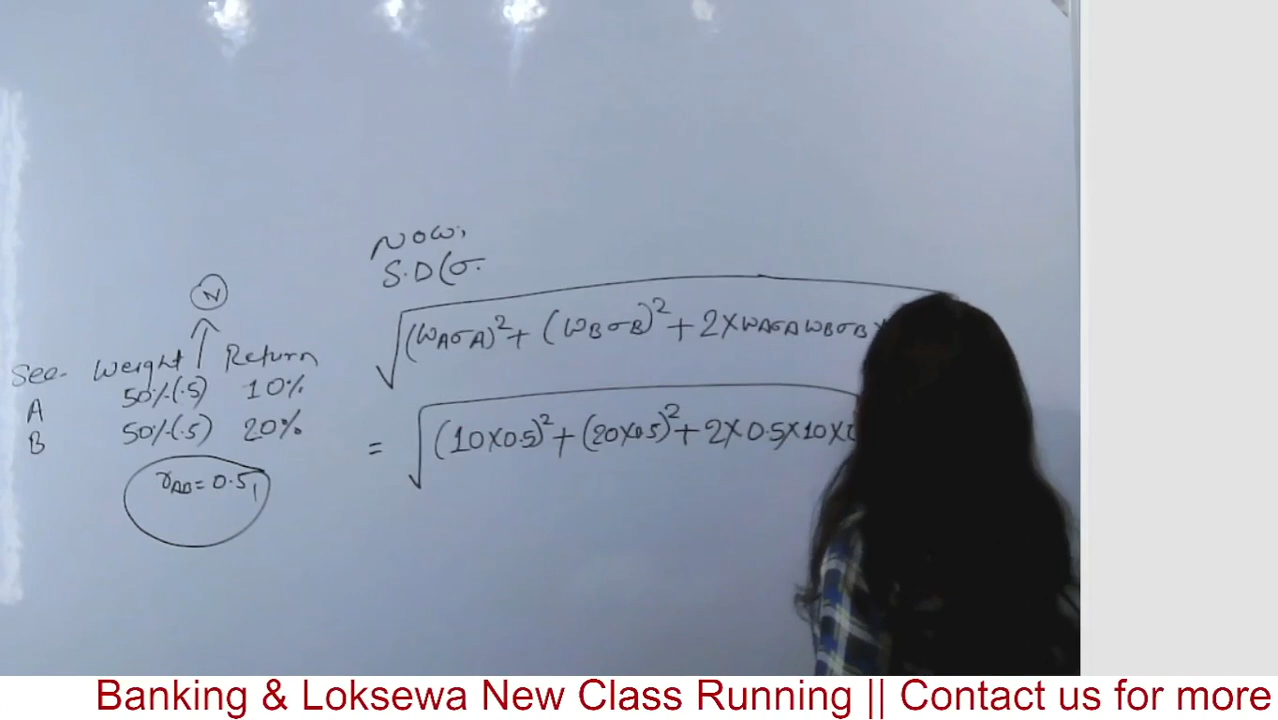 Now,
S.D(σ.
√(wAσA)²+(wBσB)²+2×wAσAwBσB×
N
Sec. Weight Return
A 50%(.5) 10%
B 50%(.5) 20%
=√(10×0.5)²+(20×0.5)²+2×0.5×10×
rAB=0.5,
Banking & Loksewa New Class Running || Contact us for more